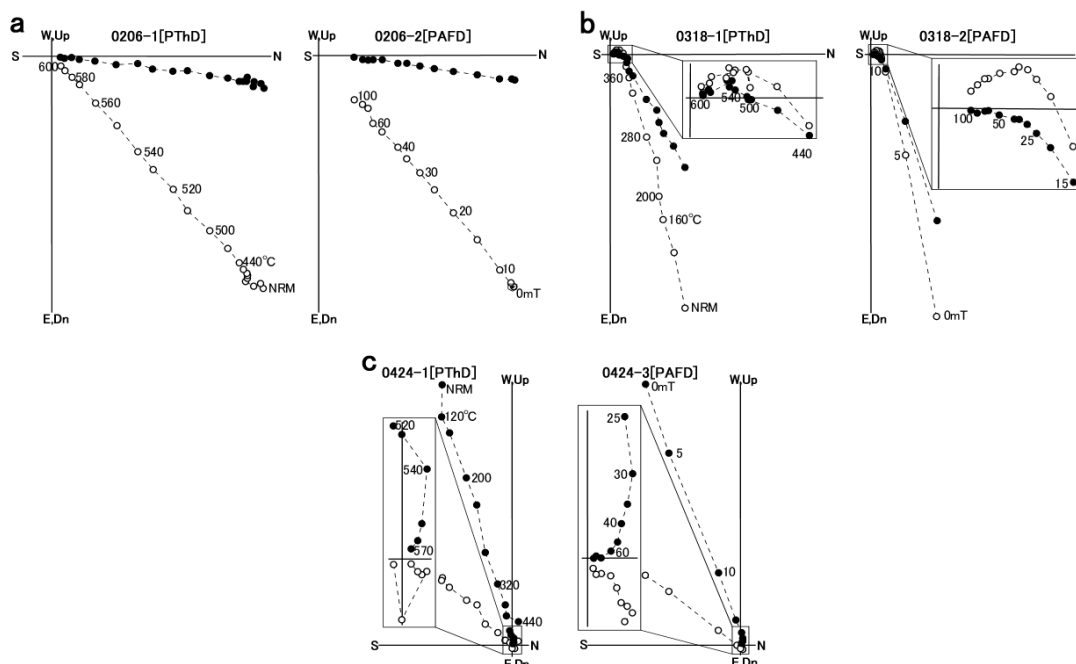 a
0206-1[PThD]
W,Up
S
N
600
580
560
540
520
500
440°C
NRM
E,Dn
0206-2[PAFD]
W,Up
S
N
100
60
40
30
20
10
0mT
E,Dn
b
0318-1[PThD]
W,Up
S
N
360
280
200
160°C
NRM
600
540
500
440
E,Dn
0318-2[PAFD]
W,Up
S
N
10
5
0mT
100
50
25
15
E,Dn
c
0424-1[PThD]
W,Up
NRM
120°C
200
320
440
520
540
570
S
N
E,Dn
0424-3[PAFD]
W,Up
0mT
5
10
25
30
40
60
S
N
E,Dn